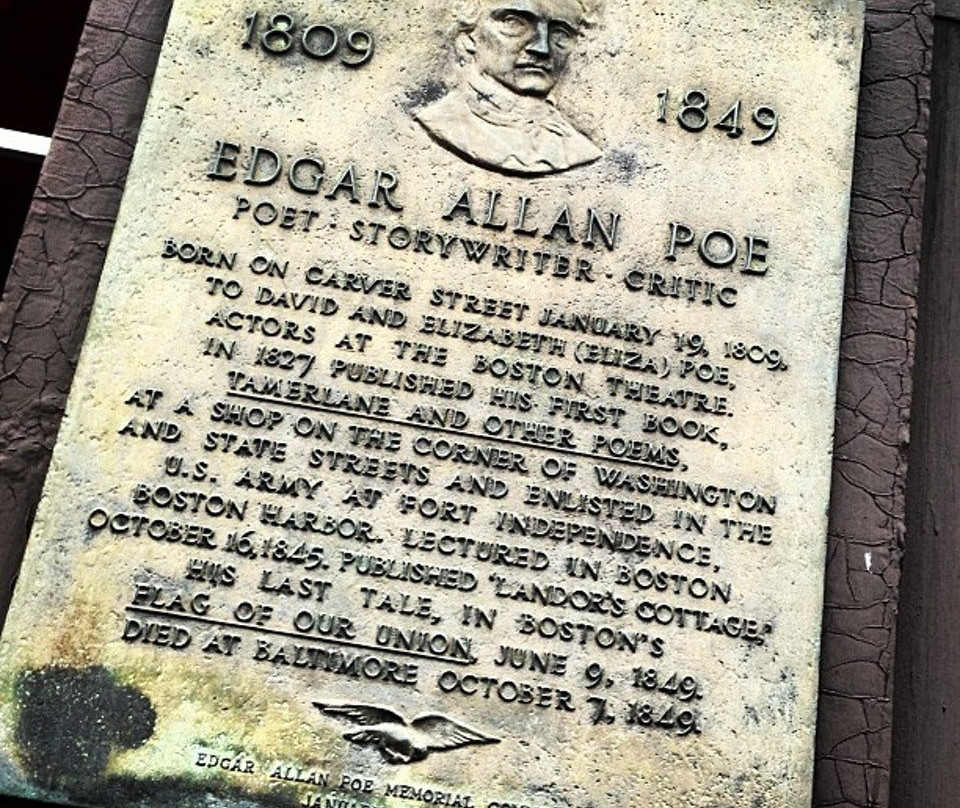 1809
1849
EDGAR ALLAN POE
POET · STORYWRITER · CRITIC
BORN ON CARVER STREET JANUARY 19, 1809,
TO DAVID AND ELIZABETH (ELIZA) POE,
ACTORS AT THE BOSTON THEATRE.
IN 1827 PUBLISHED HIS FIRST BOOK,
TAMERLANE AND OTHER POEMS,
AT A SHOP ON THE CORNER OF WASHINGTON
AND STATE STREETS AND ENLISTED IN THE
U.S. ARMY AT FORT INDEPENDENCE,
BOSTON HARBOR. LECTURED IN BOSTON
OCTOBER 16, 1845. PUBLISHED "LANDOR'S COTTAGE,"
HIS LAST TALE, IN BOSTON'S
FLAG OF OUR UNION, JUNE 9, 1849.
DIED AT BALTIMORE OCTOBER 7, 1849.
EDGAR ALLAN POE MEMORIAL